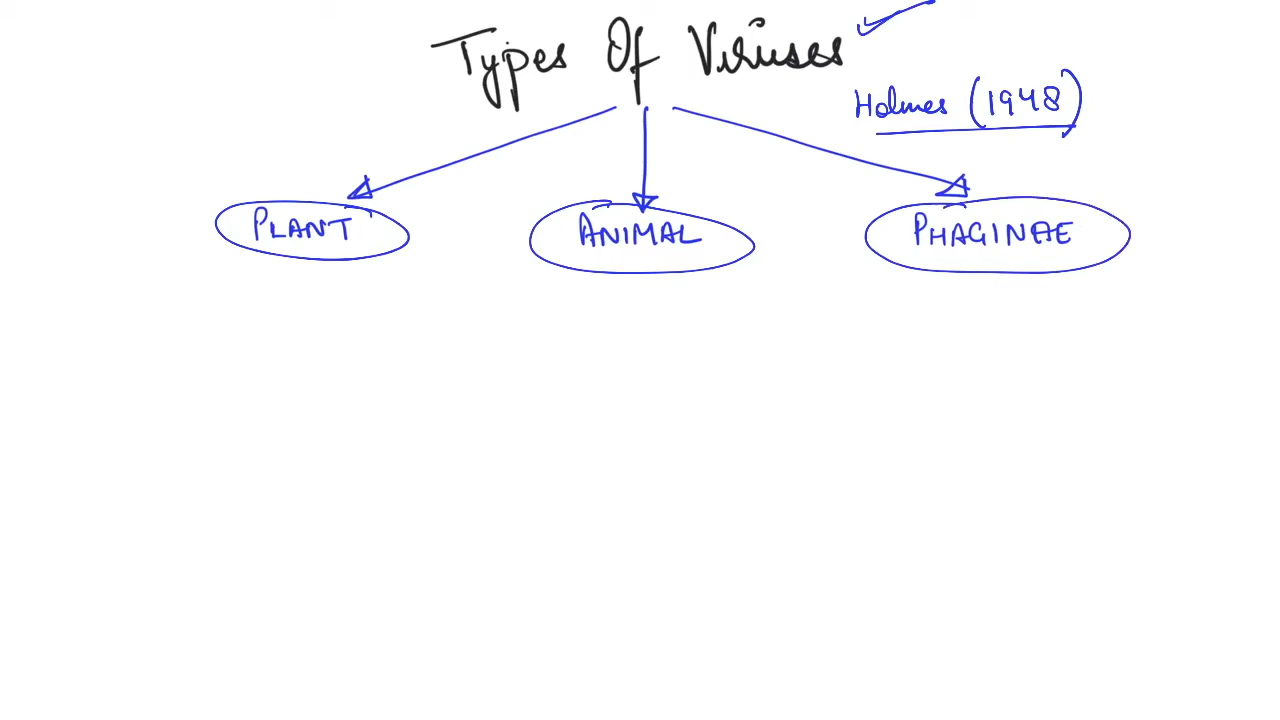 Types Of Viruses
Holmes (1948)
PLANT
ANIMAL
PHAGINAE